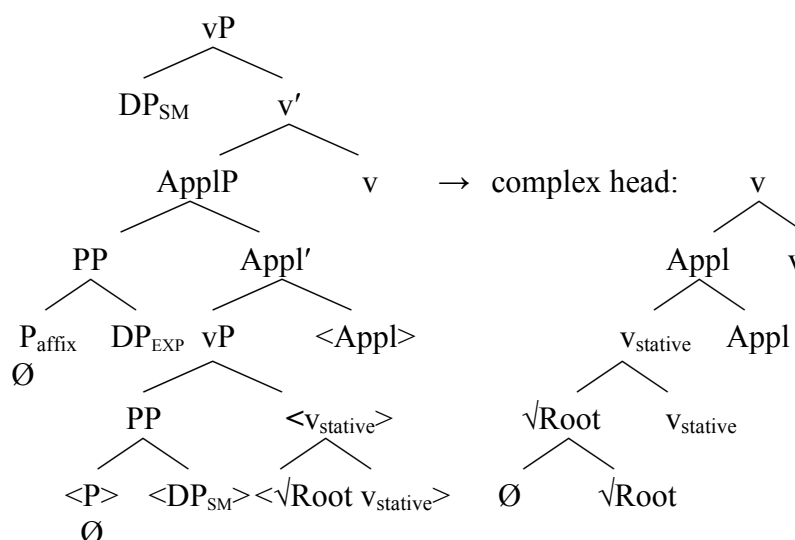 vP
DP_SM v′
ApplP v → complex head: v
PP Appl′ Appl v
P_affix DP_EXP vP <Appl> v_stative Appl
Ø
PP <v_stative> √Root v_stative
<P> <DP_SM> <√Root v_stative> Ø √Root
Ø